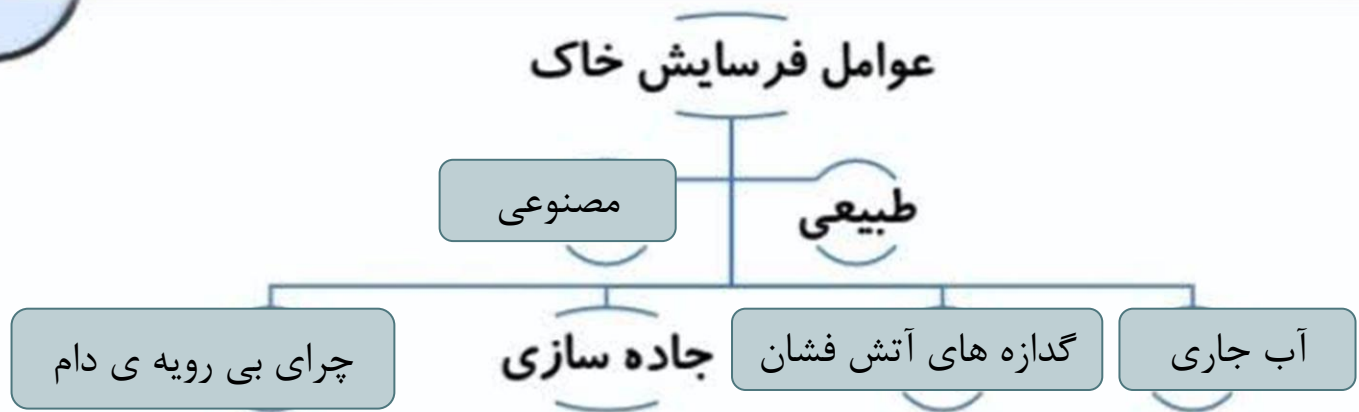 عوامل فرسایش خاک
طبیعی
مصنوعی
آب جاری
گدازه های آتش فشان
جاده سازی
چرای بی رویه ی دام